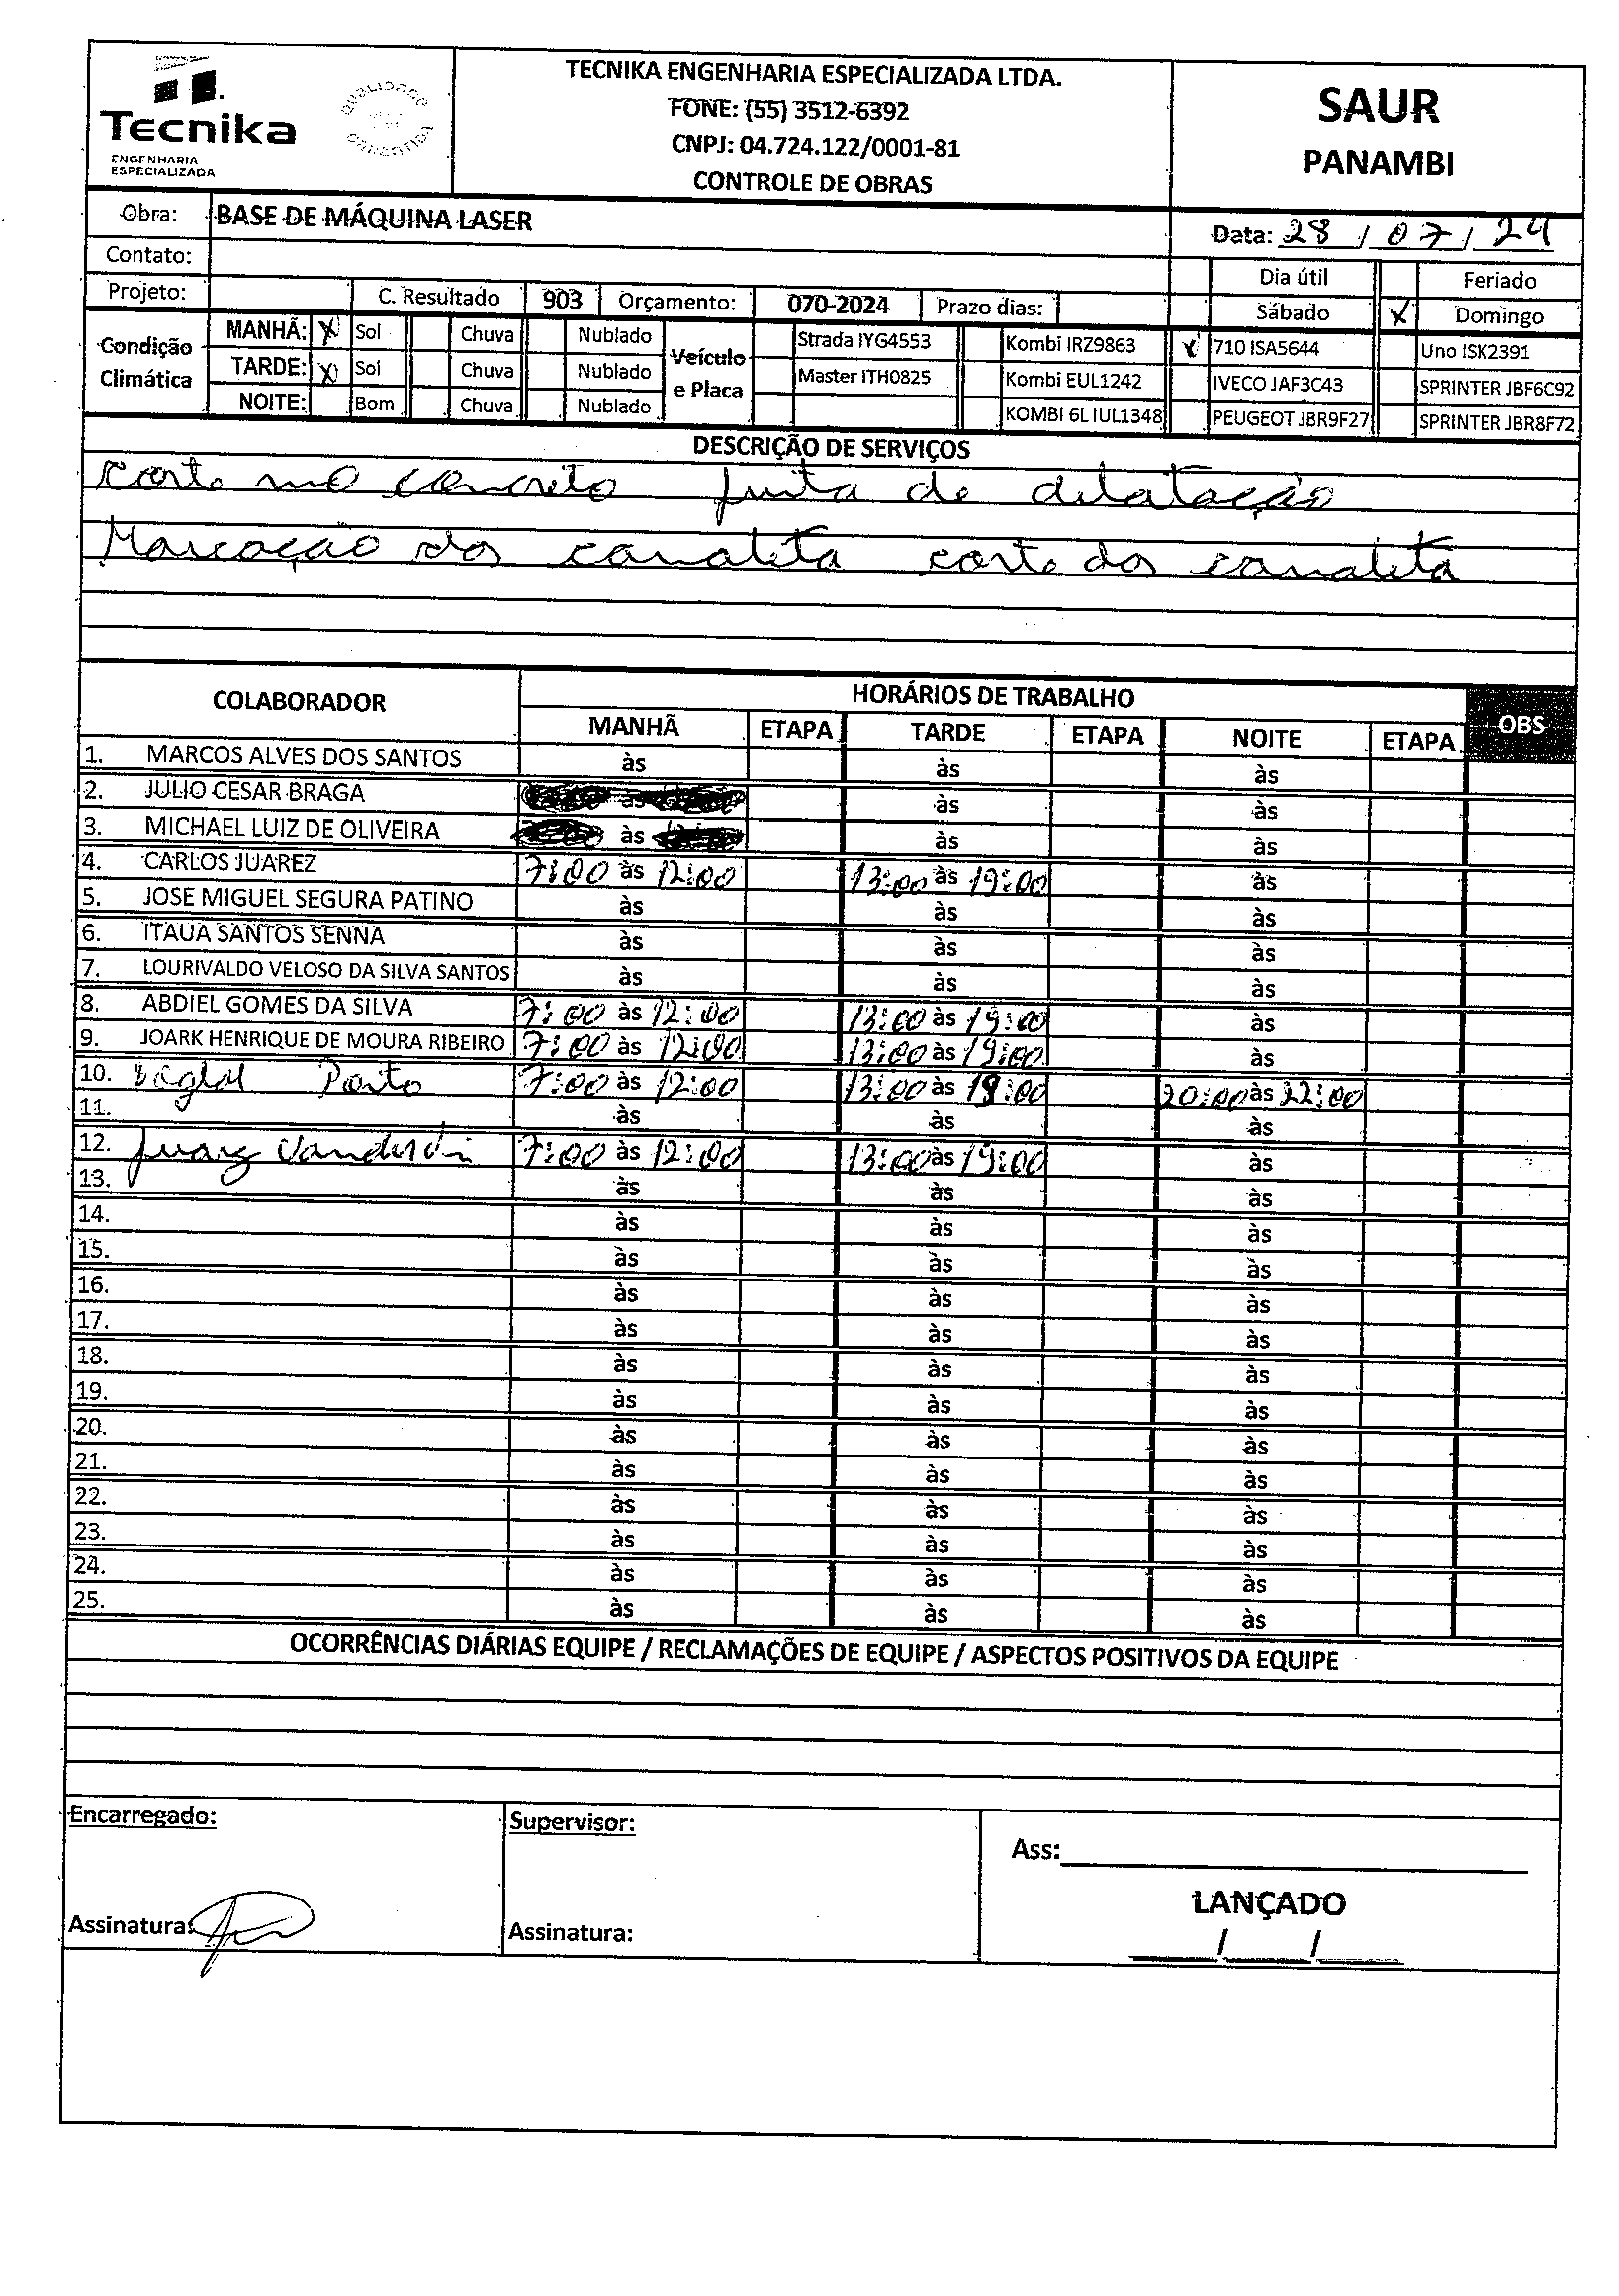 Tecnika
ENGENHARIA
ESPECIALIZADA
TECNIKA ENGENHARIA ESPECIALIZADA LTDA.
FONE: (55) 3512-6392
CNPJ: 04.724.122/0001-81
CONTROLE DE OBRAS
SAUR
PANAMBI
Obra: BASE DE MÁQUINA LASER
Data: 28 / 07 / 24
Contato:
Dia útil Feriado
Projeto: C. Resultado 903 Orçamento: 070-2024 Prazo dias:
Sábado X Domingo
Condição Climática
MANHÃ: X Sol Chuva Nublado
TARDE: X Sol Chuva Nublado
NOITE: Bom Chuva Nublado
Veículo e Placa
Strada IYG4553 Kombi IRZ9863 X 710 ISA5644 Uno ISK2391
Master ITH0825 Kombi EUL1242 IVECO JAF3C43 SPRINTER JBF6C92
KOMBI 6L IUL1348 PEUGEOT JBR9F27 SPRINTER JBR8F72
DESCRIÇÃO DE SERVIÇOS
corte no concreto junta de dilatação
Marcação das canaleta corte das canaleta
COLABORADOR HORÁRIOS DE TRABALHO OBS
MANHÃ ETAPA TARDE ETAPA NOITE ETAPA
1. MARCOS ALVES DOS SANTOS às às às
2. JULIO CESAR BRAGA às às às
3. MICHAEL LUIZ DE OLIVEIRA às às às
4. CARLOS JUAREZ 7:00 às 12:00 13:00 às 19:00 às
5. JOSE MIGUEL SEGURA PATINO às às às
6. ITAUA SANTOS SENNA às às às
7. LOURIVALDO VELOSO DA SILVA SANTOS às às às
8. ABDIEL GOMES DA SILVA 7:00 às 12:00 13:00 às 19:00 às
9. JOARK HENRIQUE DE MOURA RIBEIRO 7:00 às 12:00 13:00 às 19:00 às
10. Porto 7:00 às 12:00 13:00 às 19:00 20:00 às 22:00
11. às às às
12. 7:00 às 12:00 13:00 às 19:00 às
13. às às às
14. às às às
15. às às às
16. às às às
17. às às às
18. às às às
19. às às às
20. às às às
21. às às às
22. às às às
23. às às às
24. às às às
25. às às às
OCORRÊNCIAS DIÁRIAS EQUIPE / RECLAMAÇÕES DE EQUIPE / ASPECTOS POSITIVOS DA EQUIPE
Encarregado: Supervisor:
Ass:
LANÇADO
Assinatura: Assinatura:
/ /